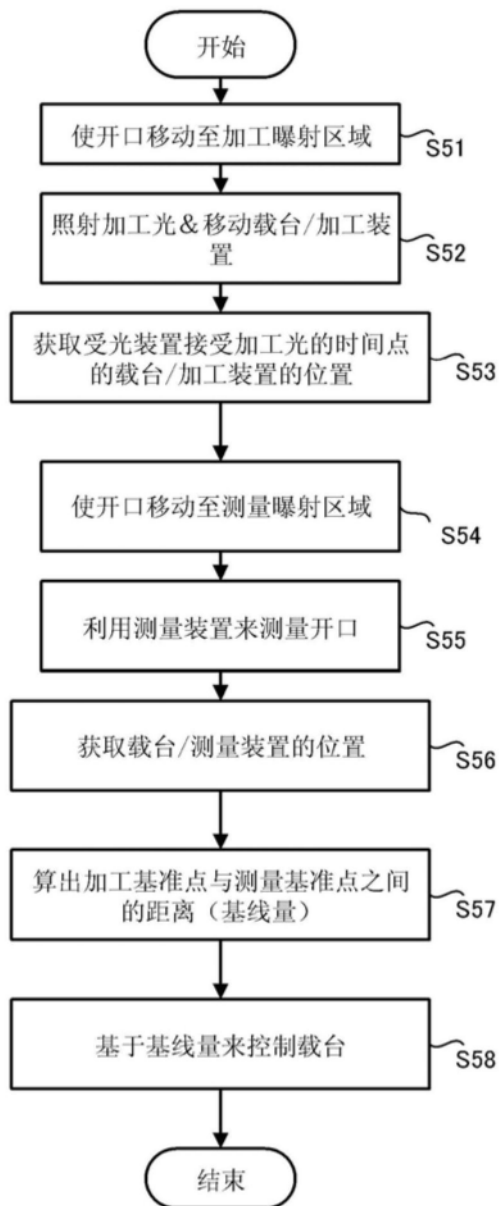 开始
使开口移动至加工曝射区域
S51
照射加工光&移动载台/加工装
置
S52
获取受光装置接受加工光的时间点
的载台/加工装置的位置
S53
使开口移动至测量曝射区域
S54
利用测量装置来测量开口
S55
获取载台/测量装置的位置
S56
算出加工基准点与测量基准点之间
的距离（基线量）
S57
基于基线量来控制载台
S58
结束